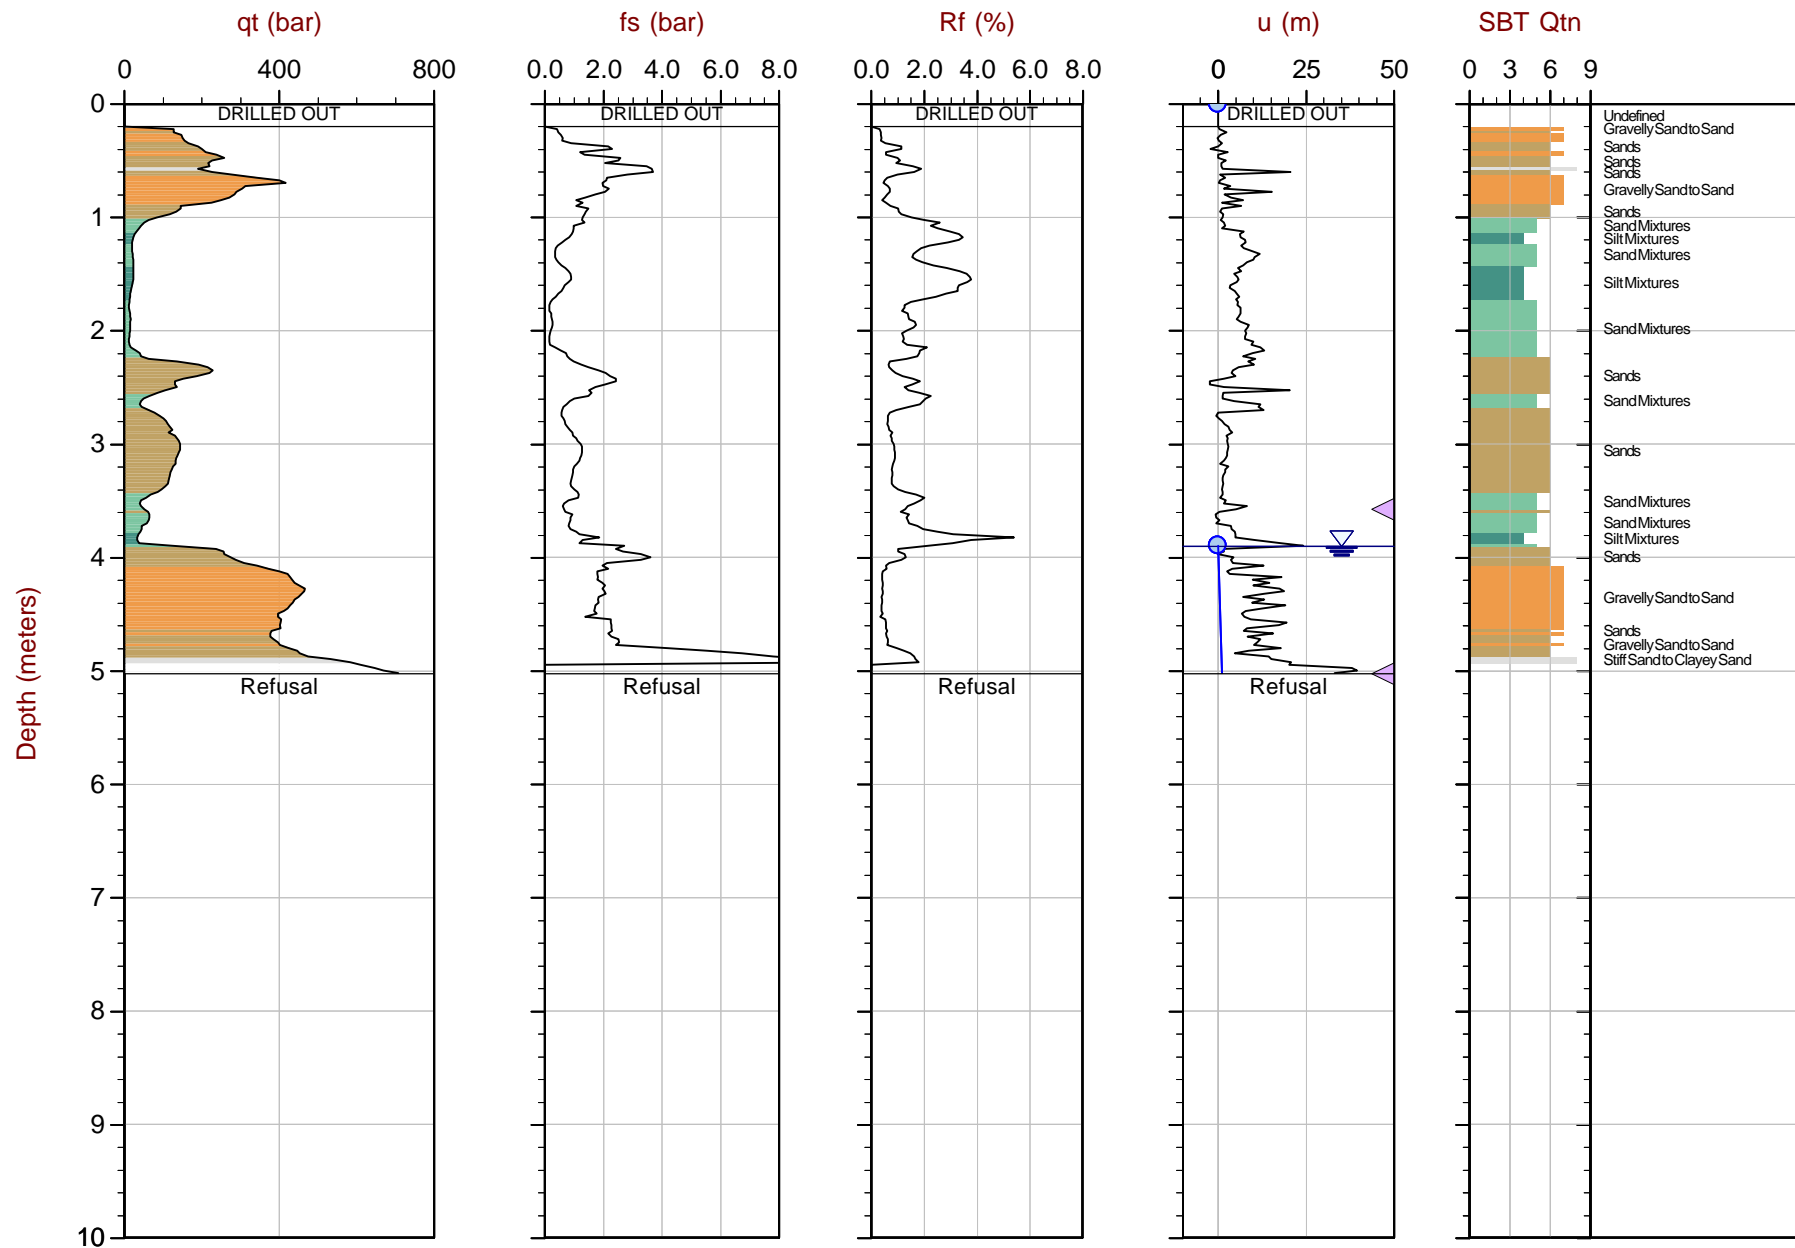 qt (bar) fs (bar) Rf (%) u (m) SBT Qtn
0 400 800 0.0 2.0 4.0 6.0 8.0 0.0 2.0 4.0 6.0 8.0 0 25 50 0 3 6 9
0
DRILLED OUT DRILLED OUT DRILLED OUT DRILLED OUT
Undefined
Gravelly Sand to Sand
Sands
Sands
Sands
Gravelly Sand to Sand
Sands
1
Sand Mixtures
Silt Mixtures
Sand Mixtures
Silt Mixtures
2
Sand Mixtures
Sands
Sand Mixtures
3
Sands
Sand Mixtures
Sand Mixtures
Silt Mixtures
4
Sands
Gravelly Sand to Sand
Sands
Gravelly Sand to Sand
Stiff Sand to Clayey Sand
5
Refusal Refusal Refusal Refusal
Depth (meters)
6
7
8
9
10